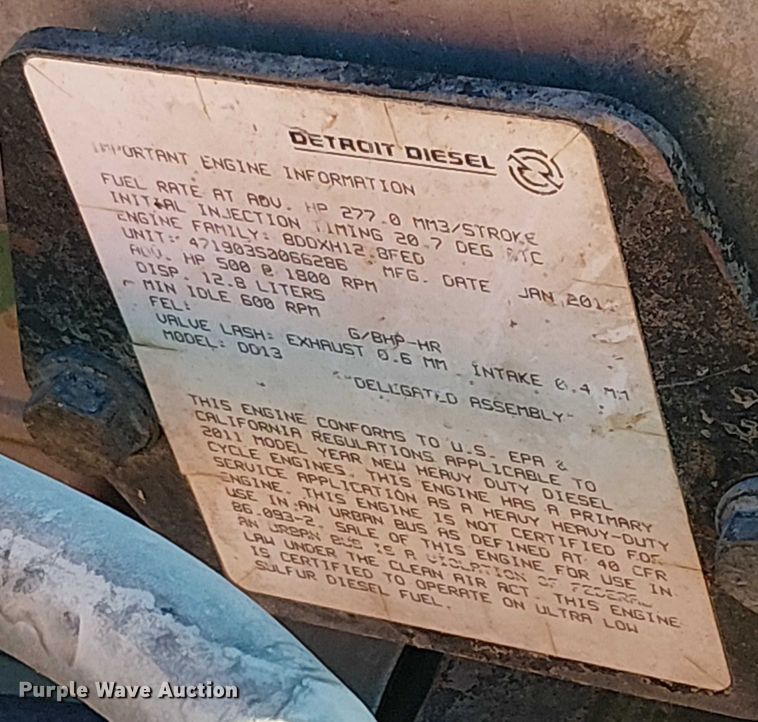 DETROIT DIESEL
IMPORTANT ENGINE INFORMATION
FUEL RATE AT ADV. HP 277.0 MM3/STROKE
INITIAL INJECTION TIMING 20.7 DEG BTC
ENGINE FAMILY: BDDXH12.8FED
UNIT: 471903S0066286 MFG. DATE JAN 201
ADV. HP 500 @ 1800 RPM
DISP. 12.8 LITERS
MIN IDLE 600 RPM
FEL: G/BHP-HR
VALVE LASH: EXHAUST 0.6 MM INTAKE 0.4 MM
MODEL: DD13
"DELEGATED ASSEMBLY"
THIS ENGINE CONFORMS TO U.S. EPA &
CALIFORNIA REGULATIONS APPLICABLE TO
2011 MODEL YEAR NEW HEAVY DUTY DIESEL
CYCLE ENGINES. THIS ENGINE HAS A PRIMARY
SERVICE APPLICATION AS A HEAVY HEAVY-DUTY
ENGINE. THIS ENGINE IS NOT CERTIFIED FOR
USE IN AN URBAN BUS AS DEFINED AT 40 CFR
86.093-2. SALE OF THIS ENGINE FOR USE IN
AN URBAN BUS IS A VIOLATION OF FEDERAL
LAW UNDER THE CLEAN AIR ACT. THIS ENGINE
IS CERTIFIED TO OPERATE ON ULTRA LOW
SULFUR DIESEL FUEL.
Purple Wave Auction